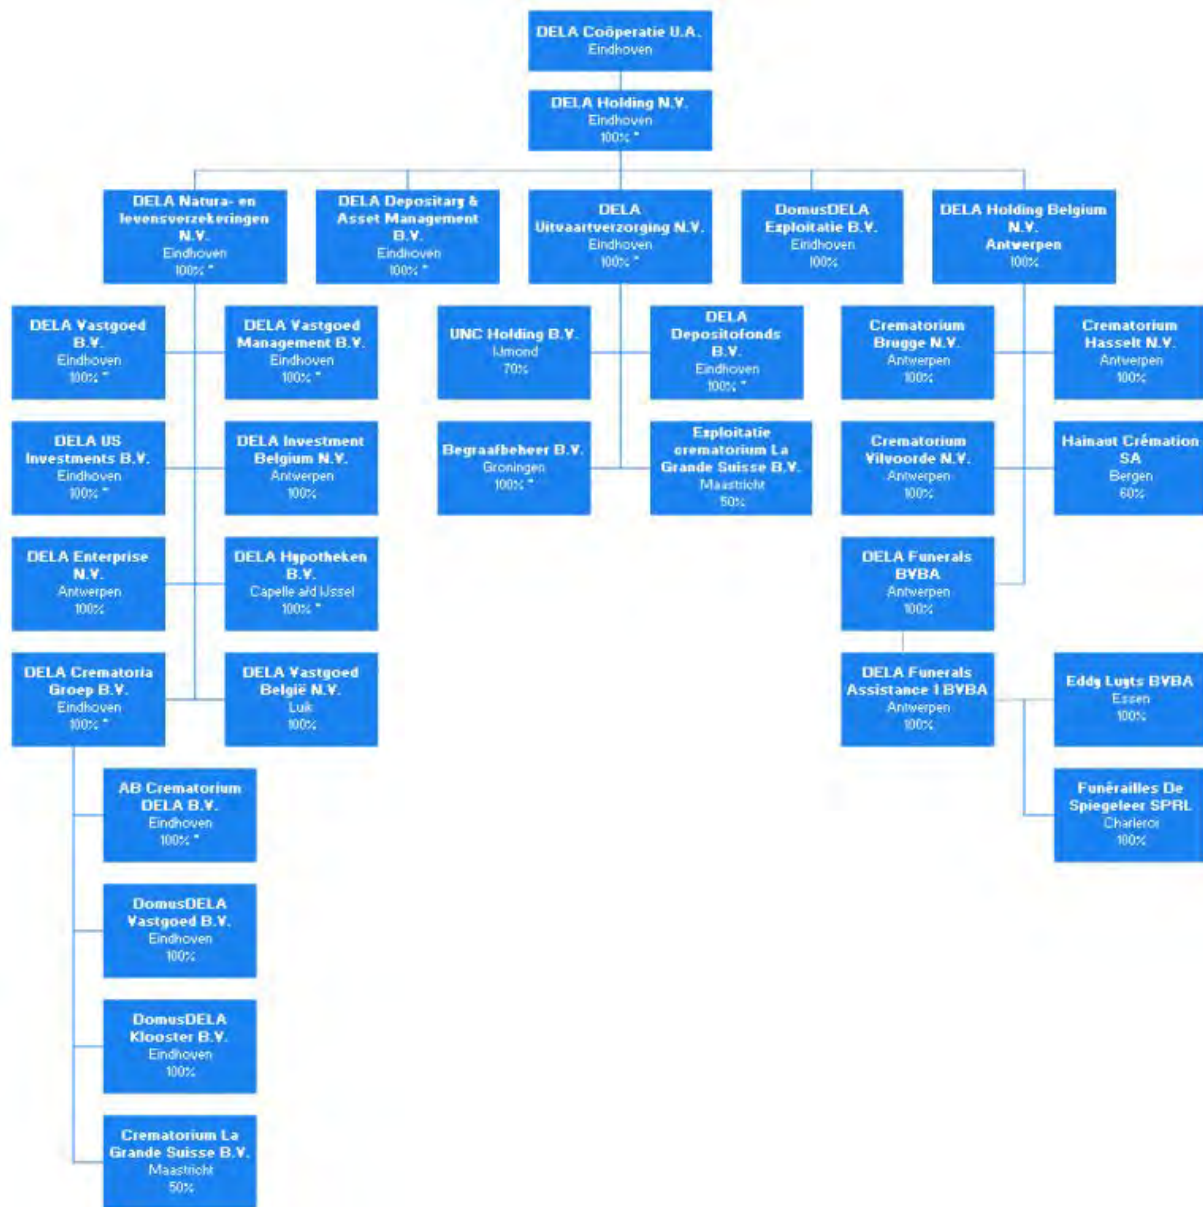 DELA Coöperatie U.A.
Eindhoven
DELA Holding N.V.
Eindhoven
100% *
DELA Natura- en
levensverzekeringen
N.V.
Eindhoven
100% *
DELA Depositary &
Asset Management
B.V.
Eindhoven
100% *
DELA
Uitvaartverzorging N.V.
Eindhoven
100% *
DomusDELA
Exploitatie B.V.
Eindhoven
100%
DELA Holding Belgium
N.V.
Antwerpen
100%
DELA Vastgoed
B.V.
Eindhoven
100% *
DELA Vastgoed
Management B.V.
Eindhoven
100% *
UNC Holding B.V.
IJmond
70%
DELA
Depositofonds
B.V.
Eindhoven
100% *
Crematorium
Brugge N.V.
Antwerpen
100%
Crematorium
Hasselt N.V.
Antwerpen
100%
DELA US
Investments B.V.
Eindhoven
100% *
DELA Investment
Belgium N.V.
Antwerpen
100%
Begraafbeheer B.V.
Groningen
100% *
Exploitatie
crematorium La
Grande Suisse B.V.
Maastricht
50%
Crematorium
Vilvoorde N.V.
Antwerpen
100%
Hainaut Crémation
SA
Bergen
60%
DELA Enterprise
N.V.
Antwerpen
100%
DELA Hypotheken
B.V.
Capelle a/d IJssel
100% *
DELA Funerals
BVBA
Antwerpen
100%
DELA Crematoria
Groep B.V.
Eindhoven
100% *
DELA Vastgoed
België N.V.
Luik
100%
DELA Funerals
Assistance I BVBA
Antwerpen
100%
Eddy Luyts BVBA
Essen
100%
AB Crematorium
DELA B.V.
Eindhoven
100% *
Funérailles De
Spiegeleer SPRL
Charleroi
100%
DomusDELA
Vastgoed B.V.
Eindhoven
100%
DomusDELA
Klooster B.V.
Eindhoven
100%
Crematorium La
Grande Suisse B.V.
Maastricht
50%